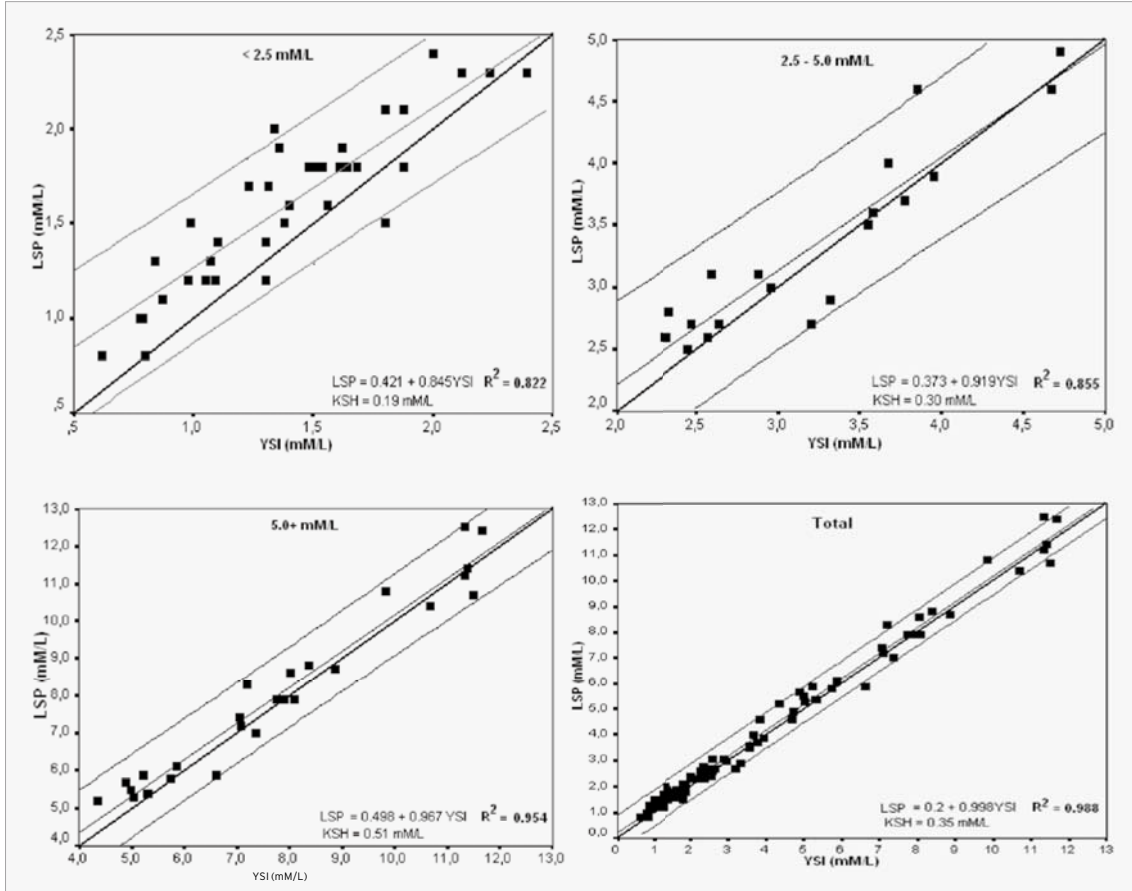 2,5
2,0
1,5
1,0
,5
LSP (mM/L)
< 2.5 mM/L
LSP = 0.421 + 0.845YSI R² = 0.822
KSH = 0.19 mM/L
,5 1,0 1,5 2,0 2,5
YSI (mM/L)
5,0
4,5
4,0
3,5
3,0
2,5
2,0
LSP (mM/L)
2.5 - 5.0 mM/L
LSP = 0.373 + 0.919YSI R² = 0.855
KSH = 0.30 mM/L
2,0 2,5 3,0 3,5 4,0 4,5 5,0
YSI (mM/L)
13,0
12,0
11,0
10,0
9,0
8,0
7,0
6,0
5,0
4,0
LSP (mM/L)
5.0+ mM/L
LSP = 0.498 + 0.967 YSI R² = 0.954
KSH = 0.51 mM/L
4,0 5,0 6,0 7,0 8,0 9,0 10,0 11,0 12,0 13,0
YSI (mM/L)
13,0
12,0
11,0
10,0
9,0
8,0
7,0
6,0
5,0
4,0
3,0
2,0
1,0
0,0
LSP (mM/L)
Total
LSP = 0.2 + 0.998YSI R² = 0.988
KSH = 0.35 mM/L
0 1 2 3 4 5 6 7 8 9 10 11 12 13
YSI (mM/L)